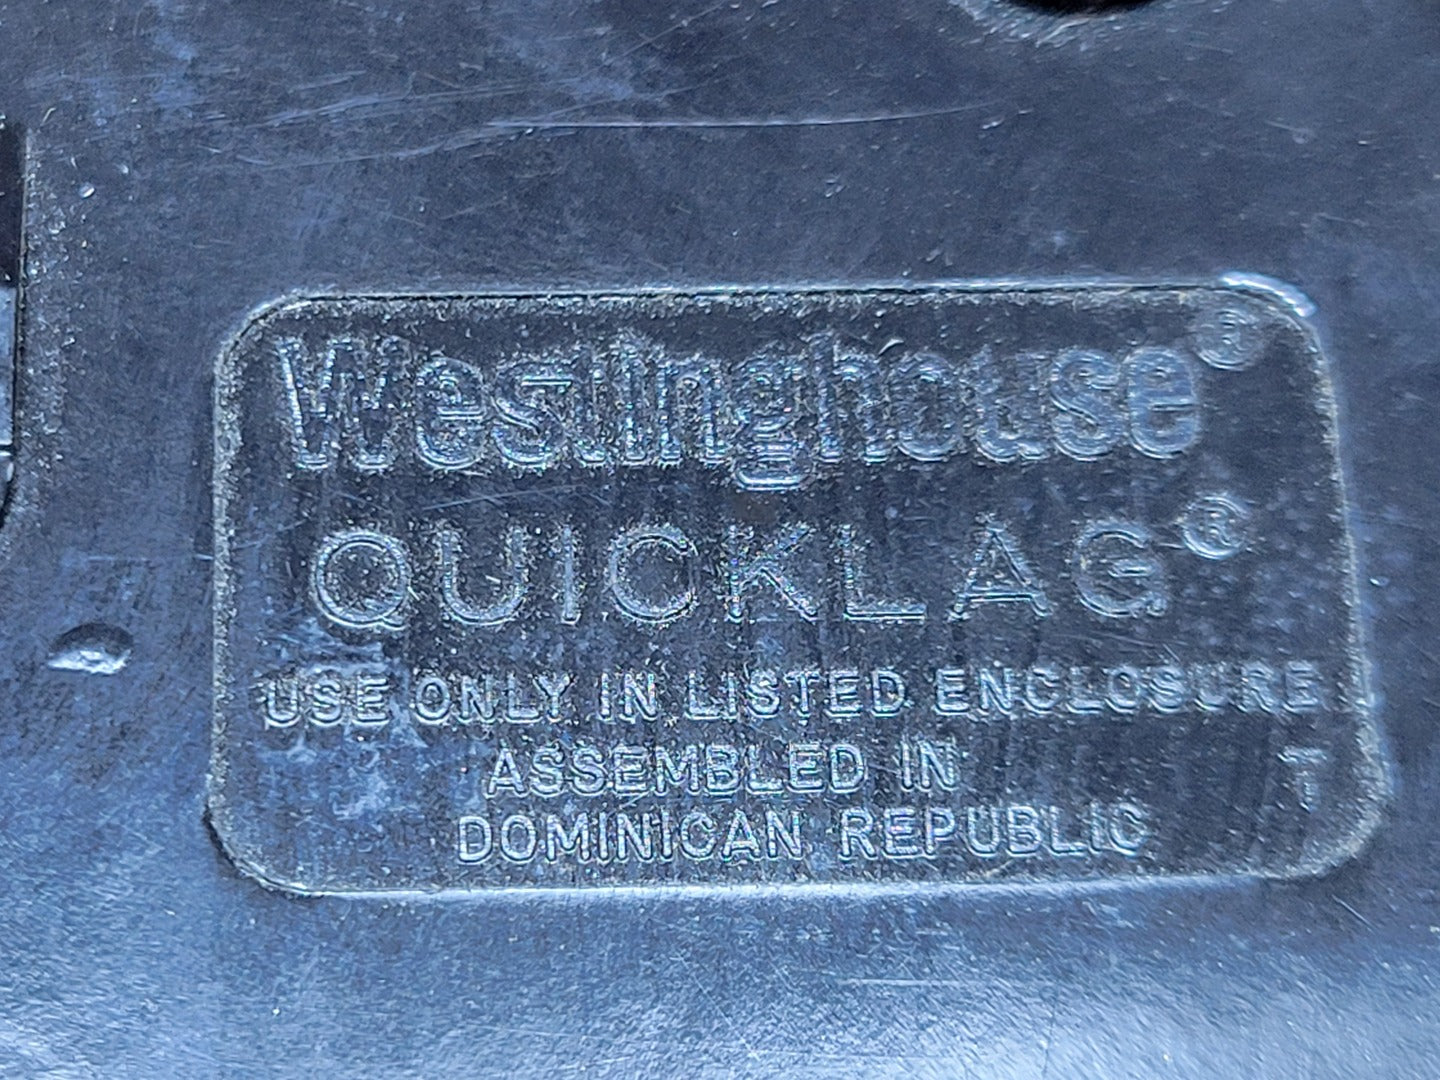 Westinghouse®
QUICKLAG®
USE ONLY IN LISTED ENCLOSURE
ASSEMBLED IN
T
DOMINICAN REPUBLIC